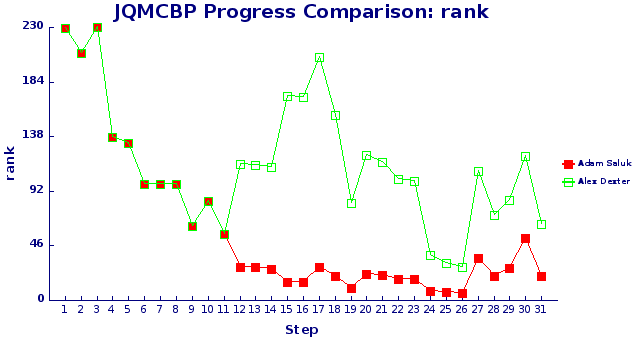 JQMCBP Progress Comparison: rank
230
184
138
92
46
0
rank
1 2 3 4 5 6 7 8 9 10 11 12 13 14 15 16 17 18 19 20 21 22 23 24 25 26 27 28 29 30 31
Step
Adam Saluk
Alex Dexter